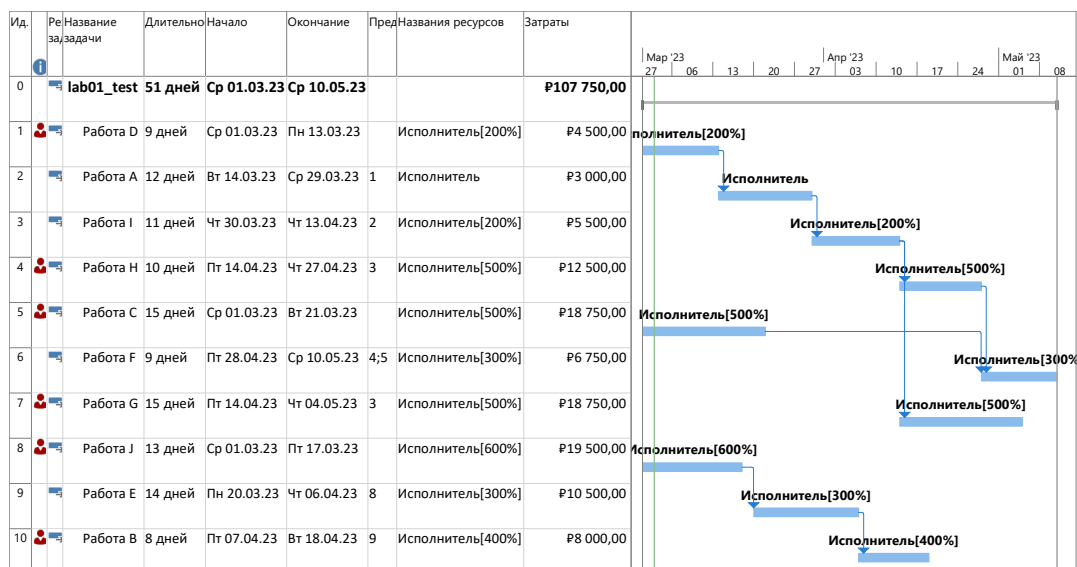 Ид. Ре Название Длительно Начало Окончание Пред Названия ресурсов Затраты
зад задачи
Мар '23 Апр '23 Май '23
27 06 13 20 27 03 10 17 24 01 08
0 lab01_test 51 дней Ср 01.03.23 Ср 10.05.23 ₽107 750,00
1 Работа D 9 дней Ср 01.03.23 Пн 13.03.23 Исполнитель[200%] ₽4 500,00 полнитель[200%]
2 Работа A 12 дней Вт 14.03.23 Ср 29.03.23 1 Исполнитель ₽3 000,00 Исполнитель
3 Работа I 11 дней Чт 30.03.23 Чт 13.04.23 2 Исполнитель[200%] ₽5 500,00 Исполнитель[200%]
4 Работа H 10 дней Пт 14.04.23 Чт 27.04.23 3 Исполнитель[500%] ₽12 500,00 Исполнитель[500%]
5 Работа C 15 дней Ср 01.03.23 Вт 21.03.23 Исполнитель[500%] ₽18 750,00 Исполнитель[500%]
6 Работа F 9 дней Пт 28.04.23 Ср 10.05.23 4;5 Исполнитель[300%] ₽6 750,00 Исполнитель[300%
7 Работа G 15 дней Пт 14.04.23 Чт 04.05.23 3 Исполнитель[500%] ₽18 750,00 Исполнитель[500%]
8 Работа J 13 дней Ср 01.03.23 Пт 17.03.23 Исполнитель[600%] ₽19 500,00 Исполнитель[600%]
9 Работа E 14 дней Пн 20.03.23 Чт 06.04.23 8 Исполнитель[300%] ₽10 500,00 Исполнитель[300%]
10 Работа B 8 дней Пт 07.04.23 Вт 18.04.23 9 Исполнитель[400%] ₽8 000,00 Исполнитель[400%]